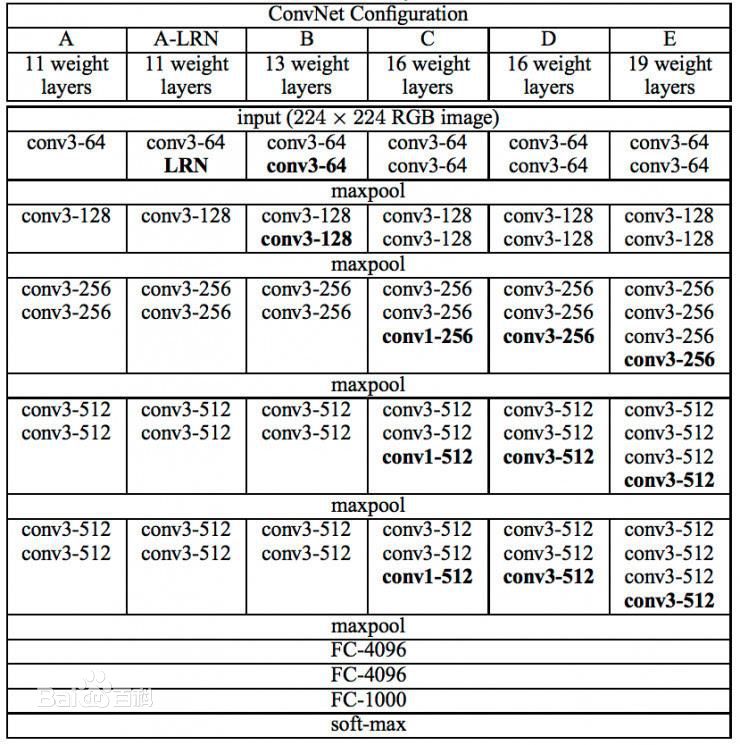 ConvNet Configuration
A A-LRN B C D E
11 weight 11 weight 13 weight 16 weight 16 weight 19 weight
layers layers layers layers layers layers
input (224 × 224 RGB image)
conv3-64 conv3-64 conv3-64 conv3-64 conv3-64 conv3-64
LRN conv3-64 conv3-64 conv3-64 conv3-64
maxpool
conv3-128 conv3-128 conv3-128 conv3-128 conv3-128 conv3-128
conv3-128 conv3-128 conv3-128 conv3-128
maxpool
conv3-256 conv3-256 conv3-256 conv3-256 conv3-256 conv3-256
conv3-256 conv3-256 conv3-256 conv3-256 conv3-256 conv3-256
conv1-256 conv3-256 conv3-256
conv3-256
maxpool
conv3-512 conv3-512 conv3-512 conv3-512 conv3-512 conv3-512
conv3-512 conv3-512 conv3-512 conv3-512 conv3-512 conv3-512
conv1-512 conv3-512 conv3-512
conv3-512
maxpool
conv3-512 conv3-512 conv3-512 conv3-512 conv3-512 conv3-512
conv3-512 conv3-512 conv3-512 conv3-512 conv3-512 conv3-512
conv1-512 conv3-512 conv3-512
conv3-512
maxpool
FC-4096
FC-4096
Bai百科
FC-1000
soft-max